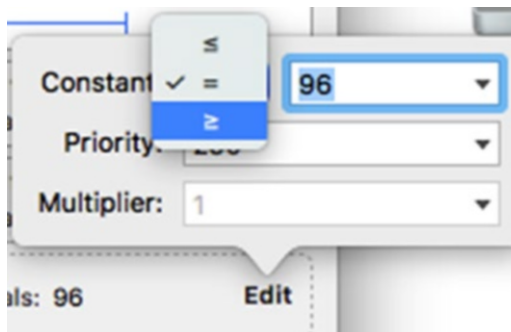 ≤
Constant ✓ = 96
≥
Priority:
Multiplier: 1
als: 96 Edit